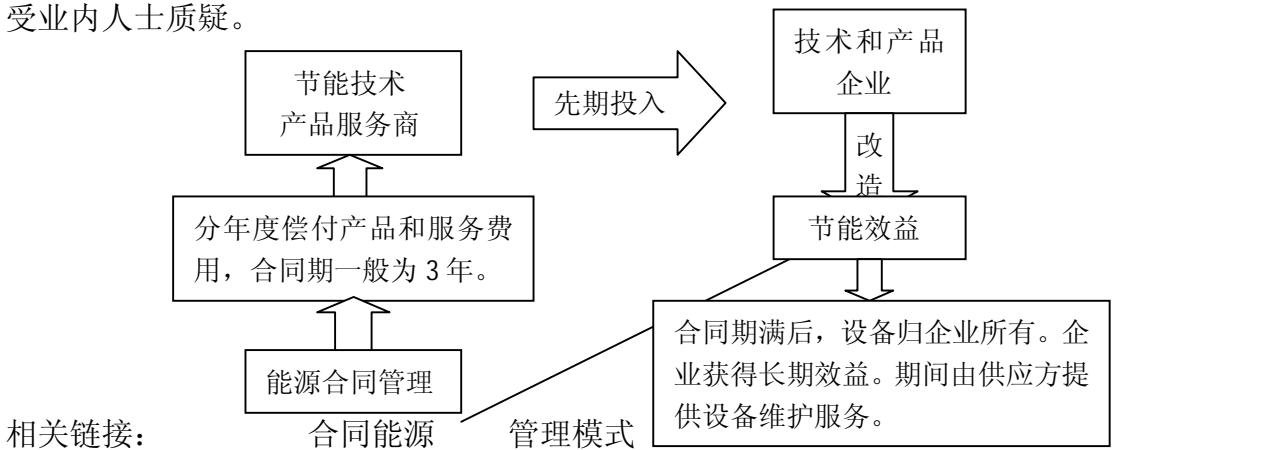 受业内人士质疑。
节能技术
产品服务商
先期投入
技术和产品
企业
改
造
分年度偿付产品和服务费
用，合同期一般为 3 年。
节能效益
能源合同管理
合同期满后，设备归企业所有。企
业获得长期效益。期间由供应方提
供设备维护服务。
相关链接： 合同能源 管理模式